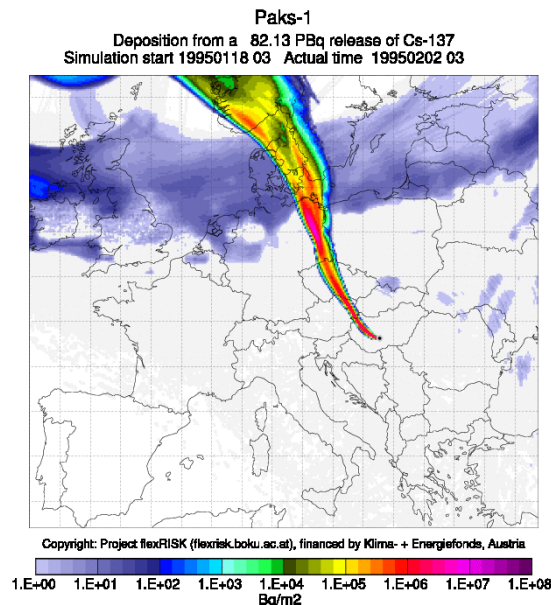 Paks-1
Deposition from a 82.13 PBq release of Cs-137
Simulation start 19950118 03 Actual time 19950202 03
Copyright: Project flexRISK (flexrisk.boku.ac.at), financed by Klima- + Energiefonds, Austria
1.E+00 1.E+01 1.E+02 1.E+03 1.E+04 1.E+05 1.E+06 1.E+07 1.E+08
Bq/m2